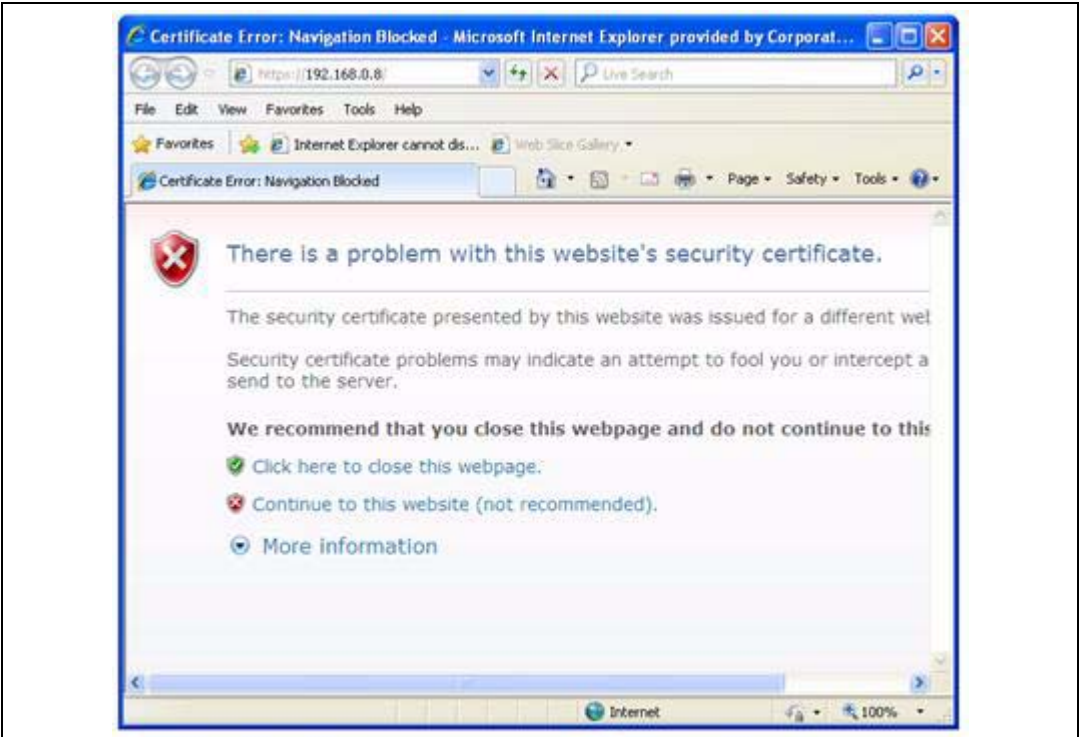 Certificate Error: Navigation Blocked - Microsoft Internet Explorer provided by Corporat...
https://192.168.0.8/
Live Search
File Edit View Favorites Tools Help
Favorites Internet Explorer cannot dis... Web Slice Gallery
Certificate Error: Navigation Blocked Page Safety Tools
There is a problem with this website's security certificate.
The security certificate presented by this website was issued for a different
Security certificate problems may indicate an attempt to fool you or intercept a
send to the server.
We recommend that you close this webpage and do not continue to this
Click here to close this webpage.
Continue to this website (not recommended).
More information
Internet 100%